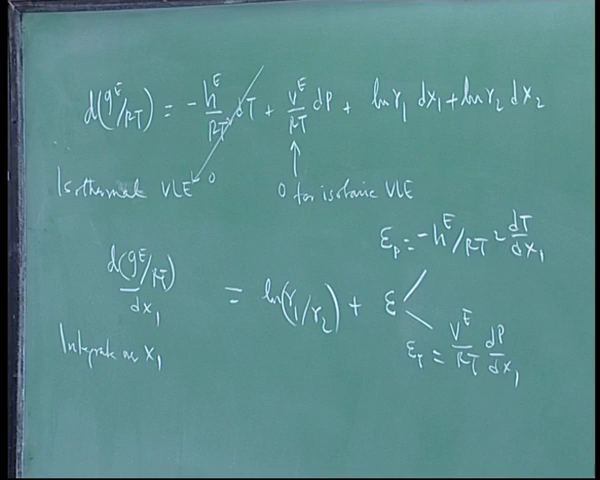 d(g^E/RT) = - h^E/RT² dT + v^E/RT dP + ln γ₁ dx₁ + ln γ₂ dx₂
Isothermal VLE 0
0 for isobaric VLE
ε_P = - h^E/RT² dT/dx₁
d(g^E/RT)/dx₁ = ln(γ₁/γ₂) + ε
ε_T = v^E/RT dP/dx₁
Integrate on x₁